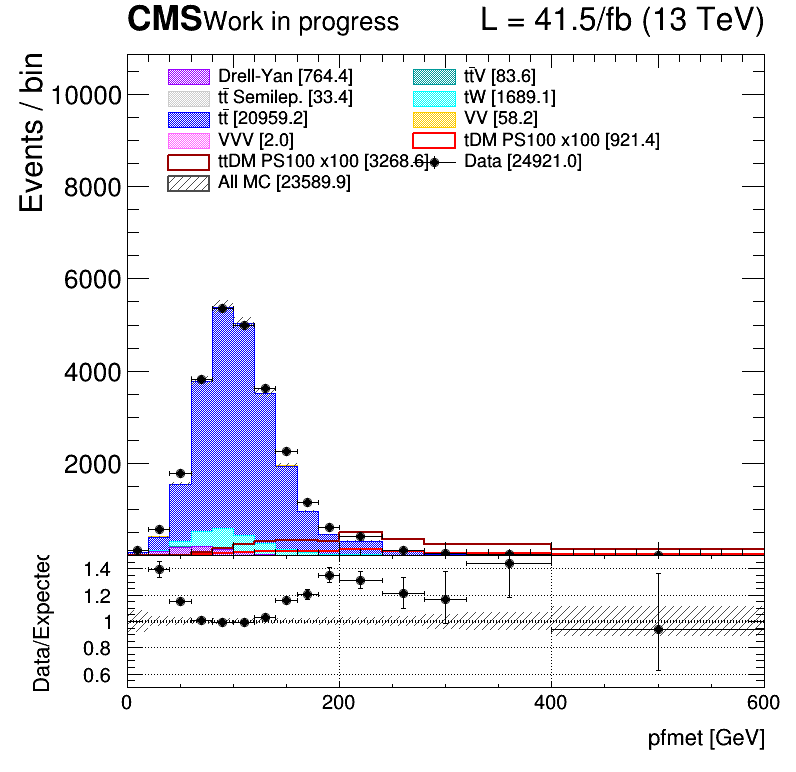 CMS Work in progress L = 41.5/fb (13 TeV)
Events / bin
10000
8000
6000
4000
2000
Drell-Yan [764.4]
tt̄ Semilep. [33.4]
tt̄ [20959.2]
VVV [2.0]
ttDM PS100 x100 [3268.6]
All MC [23589.9]
tt̄V [83.6]
tW [1689.1]
VV [58.2]
tDM PS100 x100 [921.4]
Data [24921.0]
Data/Expected
1.4
1.2
1
0.8
0.6
0 200 400 600
pfmet [GeV]